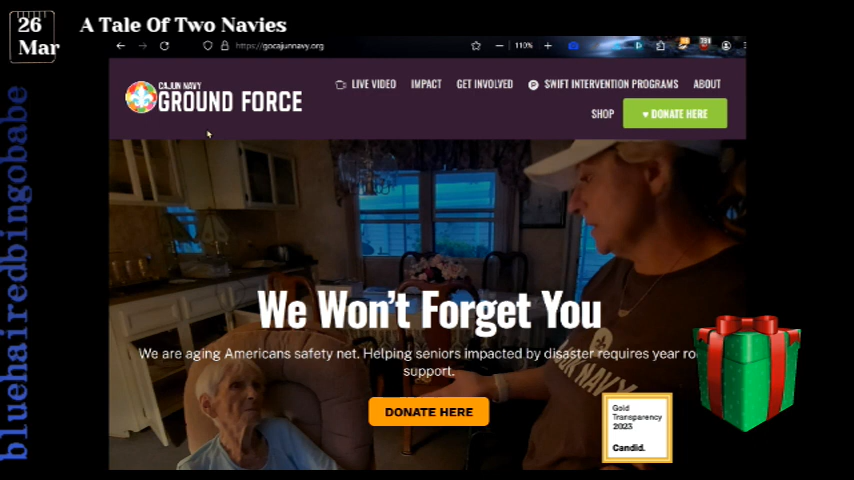 26
Mar
A Tale Of Two Navies
bluehairedbingobabe
https://gocajunnavy.org
110%
CAJUN NAVY
GROUND FORCE
LIVE VIDEO
IMPACT
GET INVOLVED
SWIFT INTERVENTION PROGRAMS
ABOUT
SHOP
♥ DONATE HERE
We Won't Forget You
We are aging Americans safety net. Helping seniors impacted by disaster requires year ro
support.
DONATE HERE
NAVY
Gold
Transparency
2023
Candid.